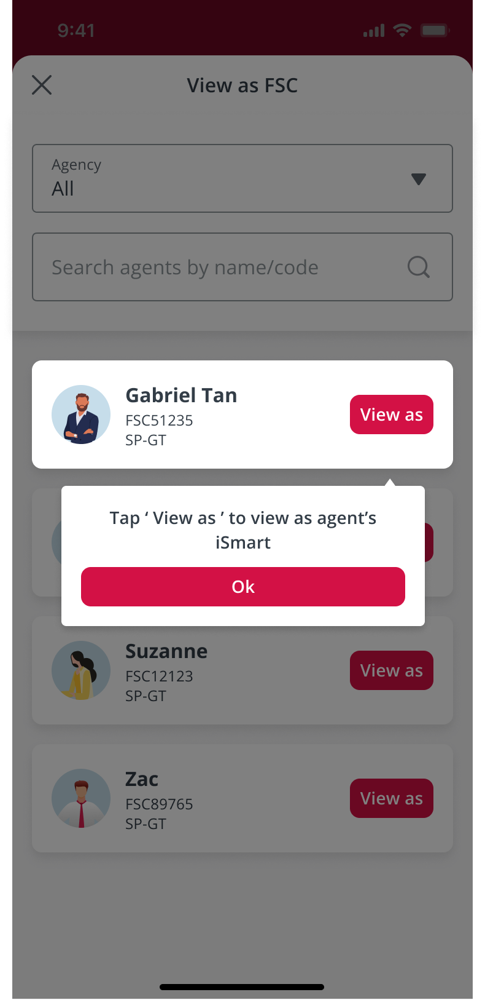 9:41
View as FSC
Agency
All
Search agents by name/code
Gabriel Tan
FSC51235
SP-GT
View as
Tap ‘ View as ’ to view as agent’s
iSmart
Ok
Suzanne
FSC12123
SP-GT
View as
Zac
FSC89765
SP-GT
View as